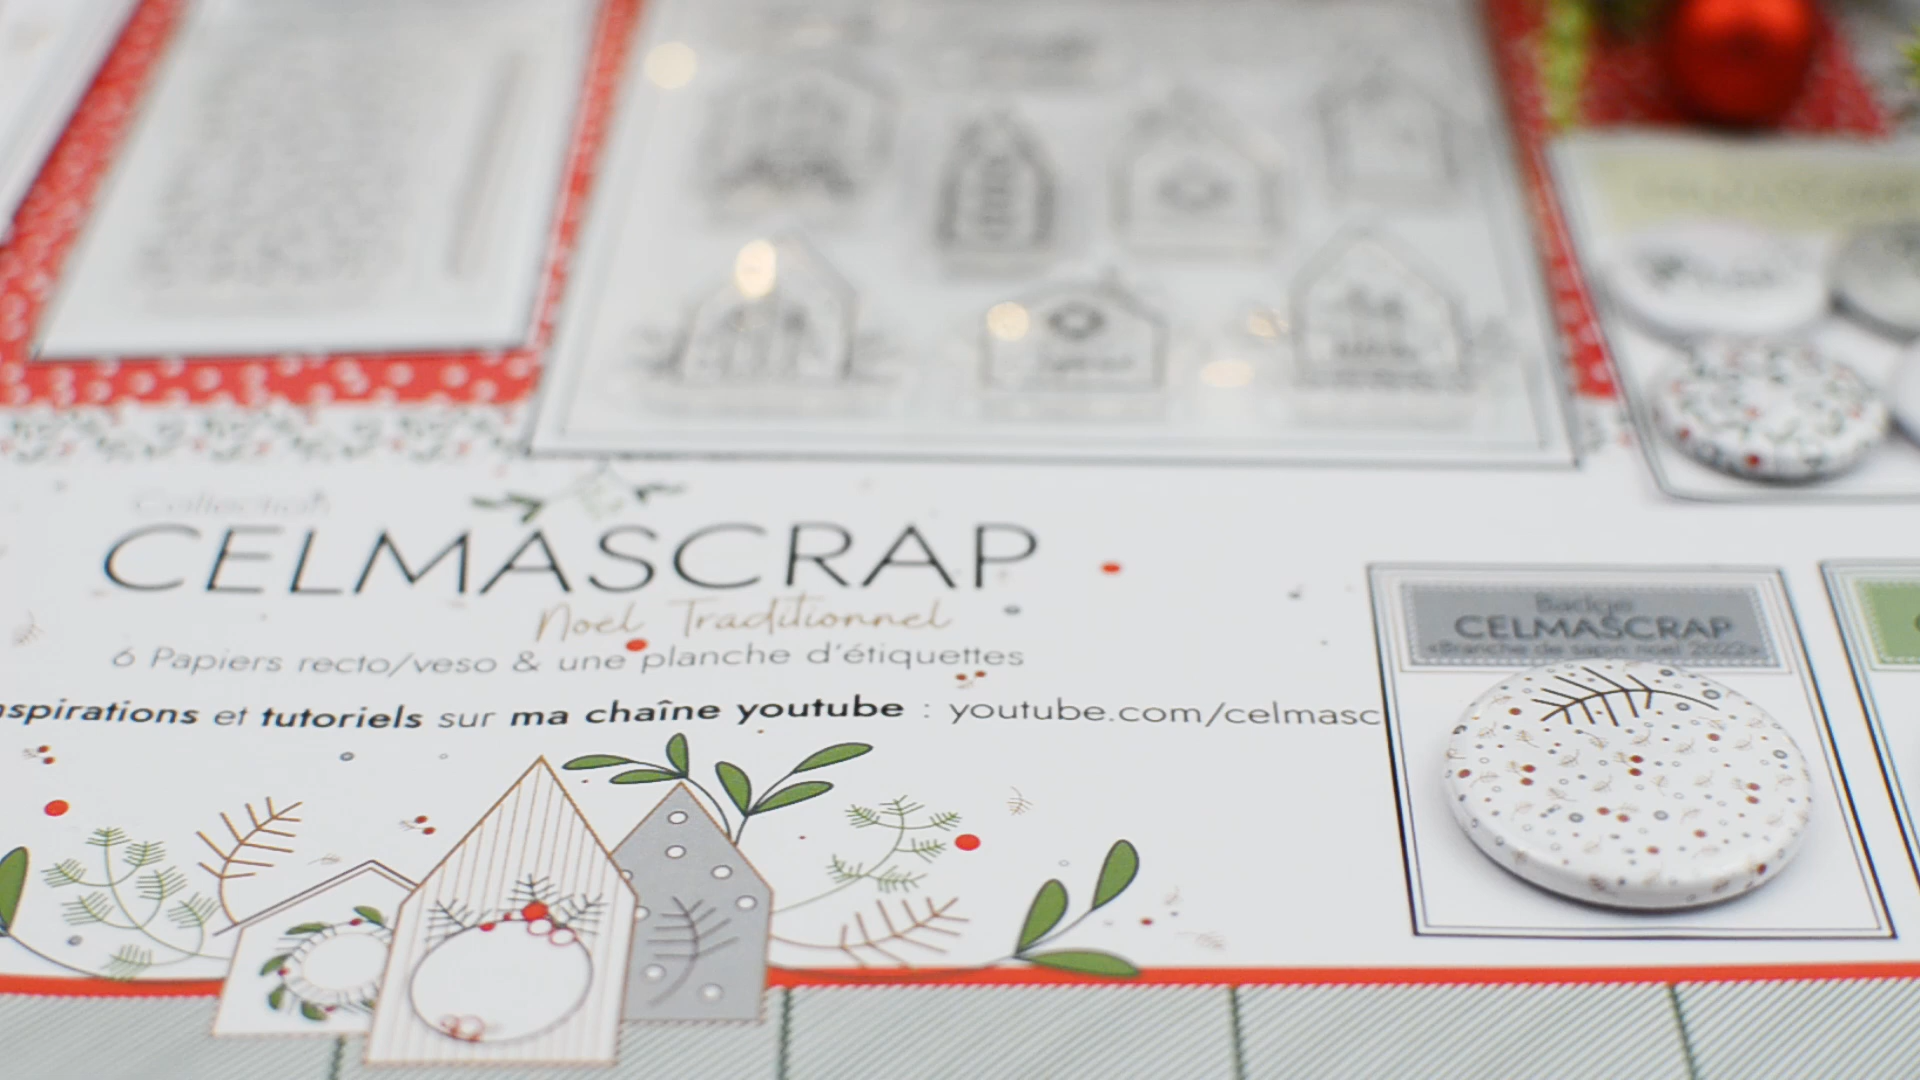 Collection
CELMASCRAP
Noël Traditionnel
6 Papiers recto/veso & une planche d'étiquettes
nspirations et tutoriels sur ma chaîne youtube : youtube.com/celmasc
Badge
CELMASCRAP
«Branche de sapin noel 2022»